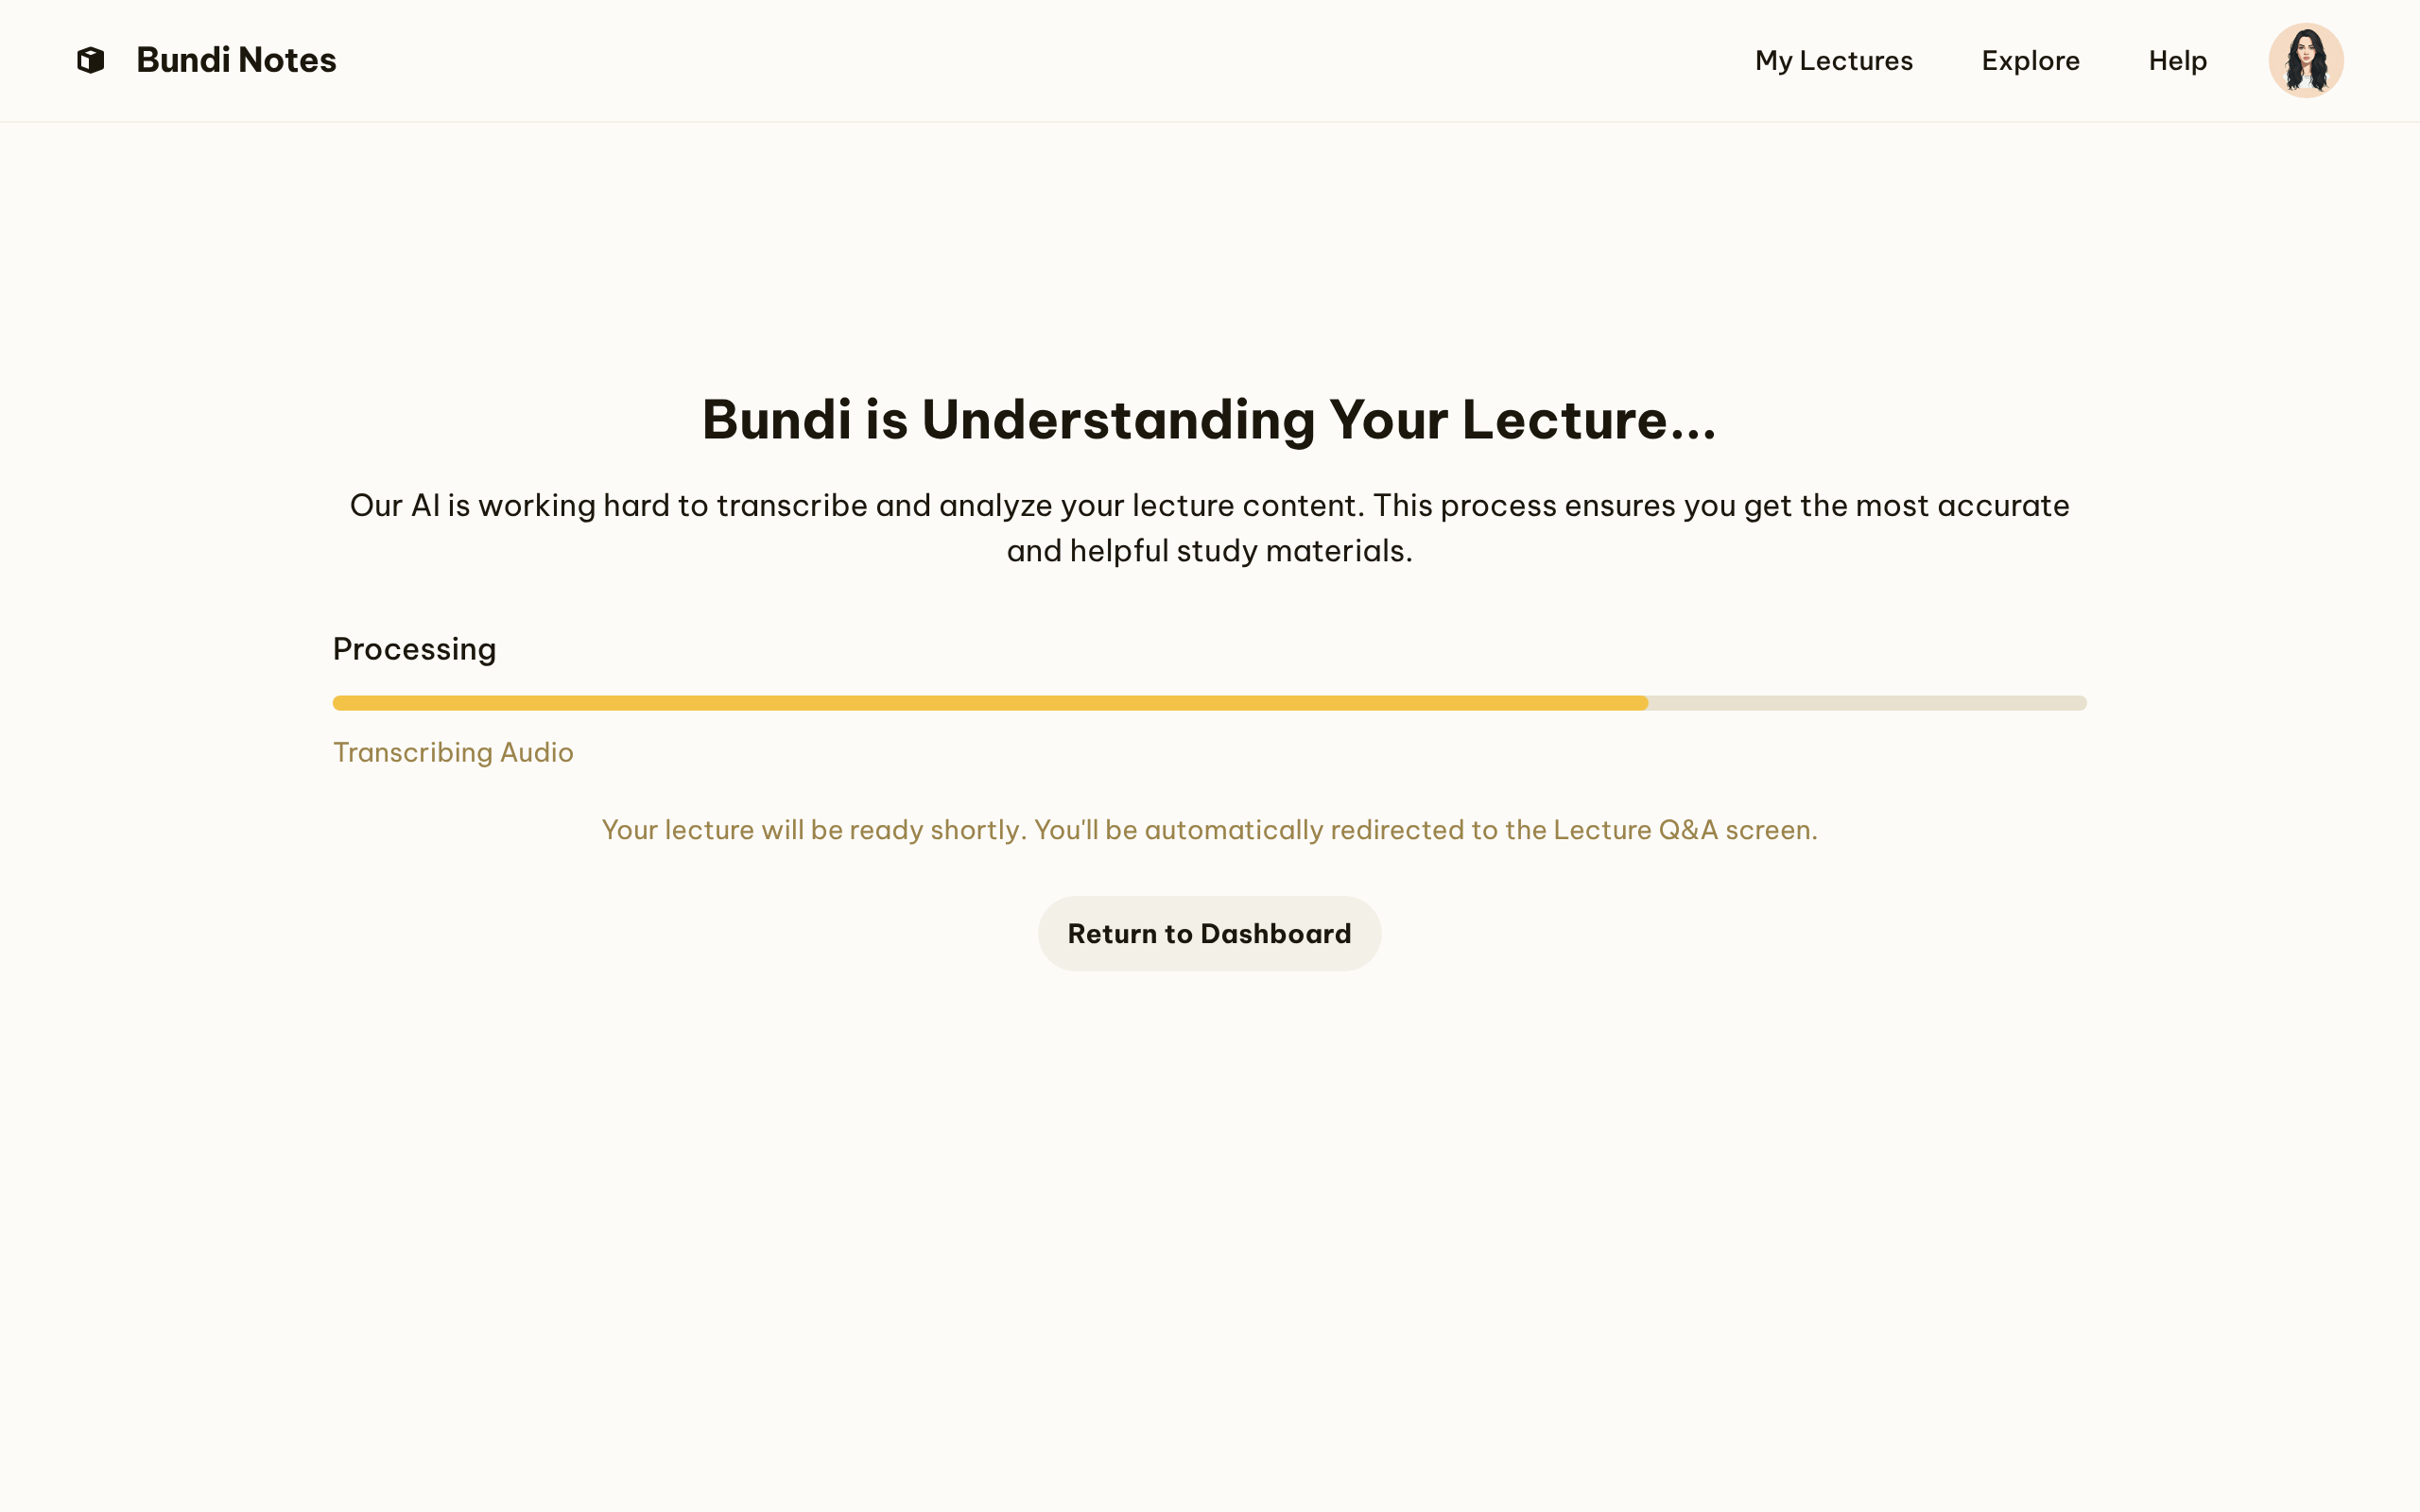 Bundi Notes
My Lectures
Explore
Help
Bundi is Understanding Your Lecture...
Our AI is working hard to transcribe and analyze your lecture content. This process ensures you get the most accurate
and helpful study materials.
Processing
Transcribing Audio
Your lecture will be ready shortly. You'll be automatically redirected to the Lecture Q&A screen.
Return to Dashboard